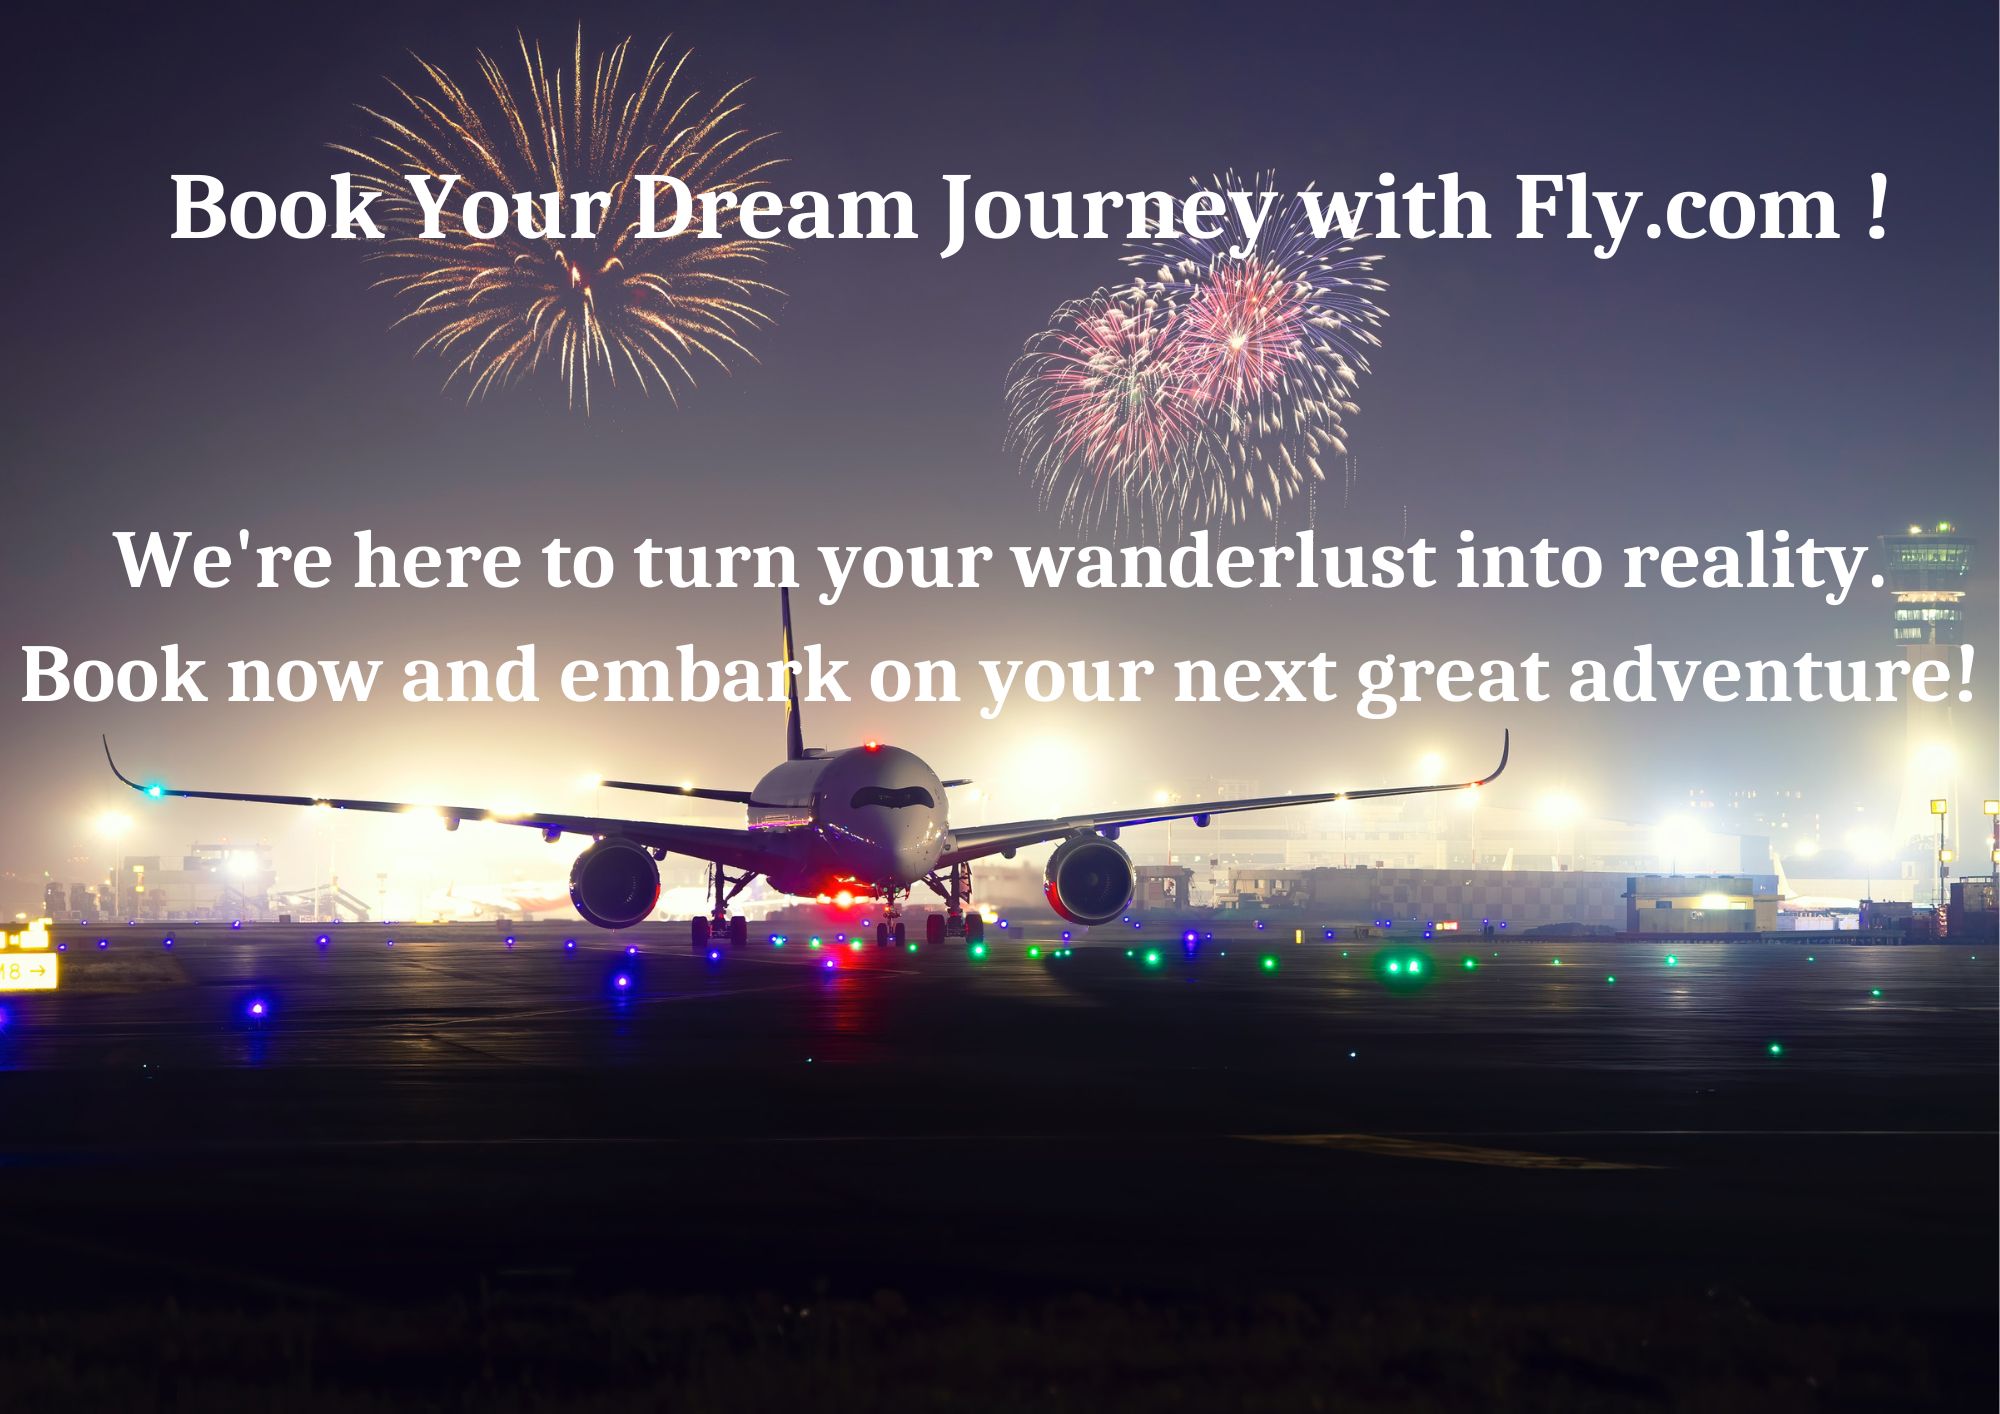 Book Your Dream Journey with Fly.com !
We're here to turn your wanderlust into reality.
Book now and embark on your next great adventure!
18 →